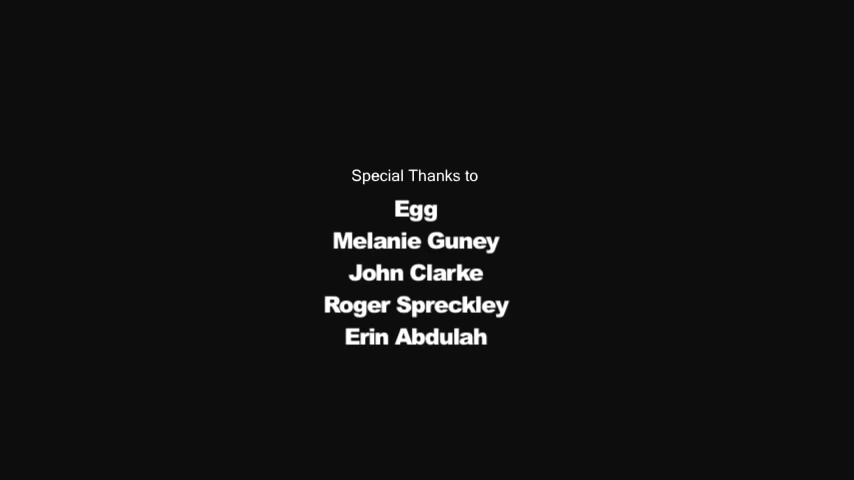 Special Thanks to
Egg
Melanie Guney
John Clarke
Roger Spreckley
Erin Abdulah